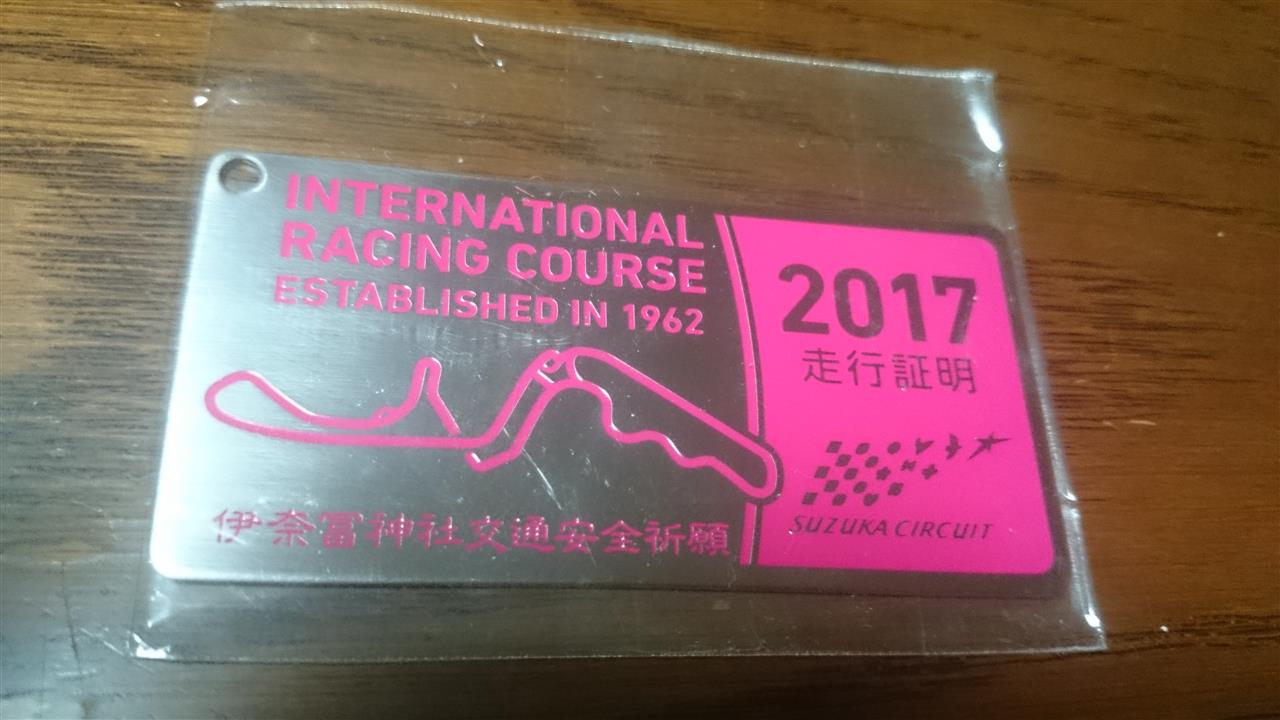 INTERNATIONAL
RACING COURSE
ESTABLISHED IN 1962
2017
走行証明
SUZUKA CIRCUIT
伊奈冨神社交通安全祈願